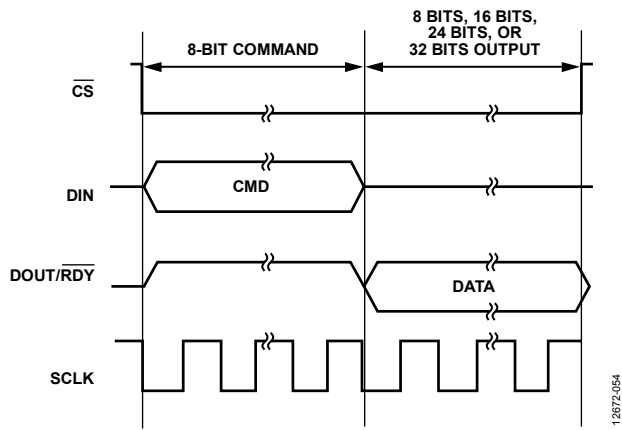 8 BITS, 16 BITS,
24 BITS, OR
32 BITS OUTPUT
8-BIT COMMAND
CS
DIN
CMD
DOUT/RDY
DATA
SCLK
12672-054